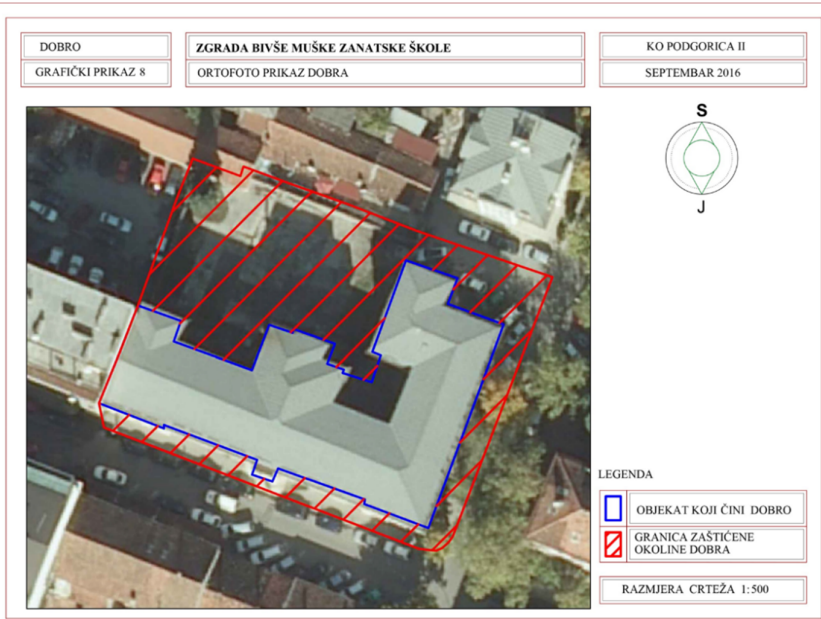 DOBRO
ZGRADA BIVŠE MUŠKE ZANATSKE ŠKOLE
KO PODGORICA II
GRAFIČKI PRIKAZ 8
ORTOFOTO PRIKAZ DOBRA
SEPTEMBAR 2016
S
J
LEGENDA
OBJEKAT KOJI ČINI DOBRO
GRANICA ZAŠTIĆENE
OKOLINE DOBRA
RAZMJERA CRTEŽA 1:500